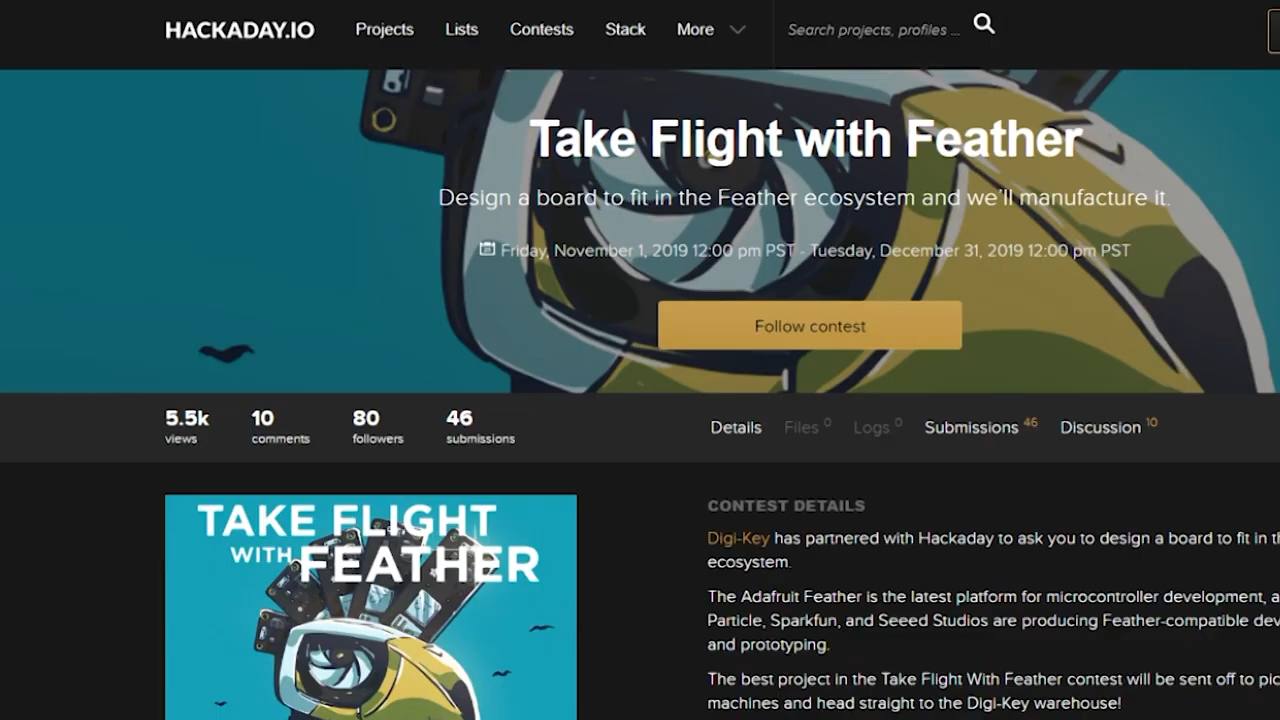 HACKADAY.IO Projects Lists Contests Stack More Search projects, profiles ...
Take Flight with Feather
Design a board to fit in the Feather ecosystem and we'll manufacture it.
Friday, November 1, 2019 12:00 pm PST - Tuesday, December 31, 2019 12:00 pm PST
Follow contest
5.5k 10 80 46
views comments followers submissions
Details Files 0 Logs 0 Submissions 46 Discussion 10
TAKE FLIGHT
WITH FEATHER
CONTEST DETAILS
Digi-Key has partnered with Hackaday to ask you to design a board to fit in
ecosystem.
The Adafruit Feather is the latest platform for microcontroller development,
Particle, Sparkfun, and Seeed Studios are producing Feather-compatible
and prototyping.
The best project in the Take Flight With Feather contest will be sent off to
machines and head straight to the Digi-Key warehouse!